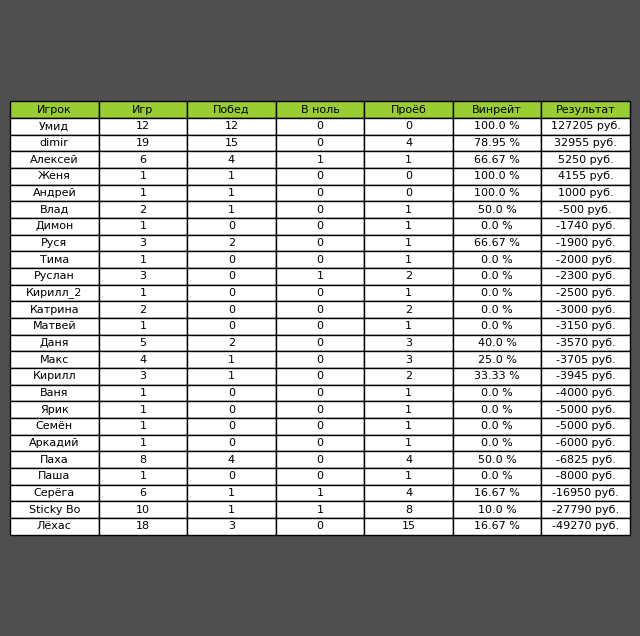 Игрок Игр Побед В ноль Проёб Винрейт Результат
Умид 12 12 0 0 100.0 % 127205 руб.
dimir 19 15 0 4 78.95 % 32955 руб.
Алексей 6 4 1 1 66.67 % 5250 руб.
Женя 1 1 0 0 100.0 % 4155 руб.
Андрей 1 1 0 0 100.0 % 1000 руб.
Влад 2 1 0 1 50.0 % -500 руб.
Димон 1 0 0 1 0.0 % -1740 руб.
Руся 3 2 0 1 66.67 % -1900 руб.
Тима 1 0 0 1 0.0 % -2000 руб.
Руслан 3 0 1 2 0.0 % -2300 руб.
Кирилл_2 1 0 0 1 0.0 % -2500 руб.
Катрина 2 0 0 2 0.0 % -3000 руб.
Матвей 1 0 0 1 0.0 % -3150 руб.
Даня 5 2 0 3 40.0 % -3570 руб.
Макс 4 1 0 3 25.0 % -3705 руб.
Кирилл 3 1 0 2 33.33 % -3945 руб.
Ваня 1 0 0 1 0.0 % -4000 руб.
Ярик 1 0 0 1 0.0 % -5000 руб.
Семён 1 0 0 1 0.0 % -5000 руб.
Аркадий 1 0 0 1 0.0 % -6000 руб.
Паха 8 4 0 4 50.0 % -6825 руб.
Паша 1 0 0 1 0.0 % -8000 руб.
Серёга 6 1 1 4 16.67 % -16950 руб.
Sticky Bo 10 1 1 8 10.0 % -27790 руб.
Лёхас 18 3 0 15 16.67 % -49270 руб.